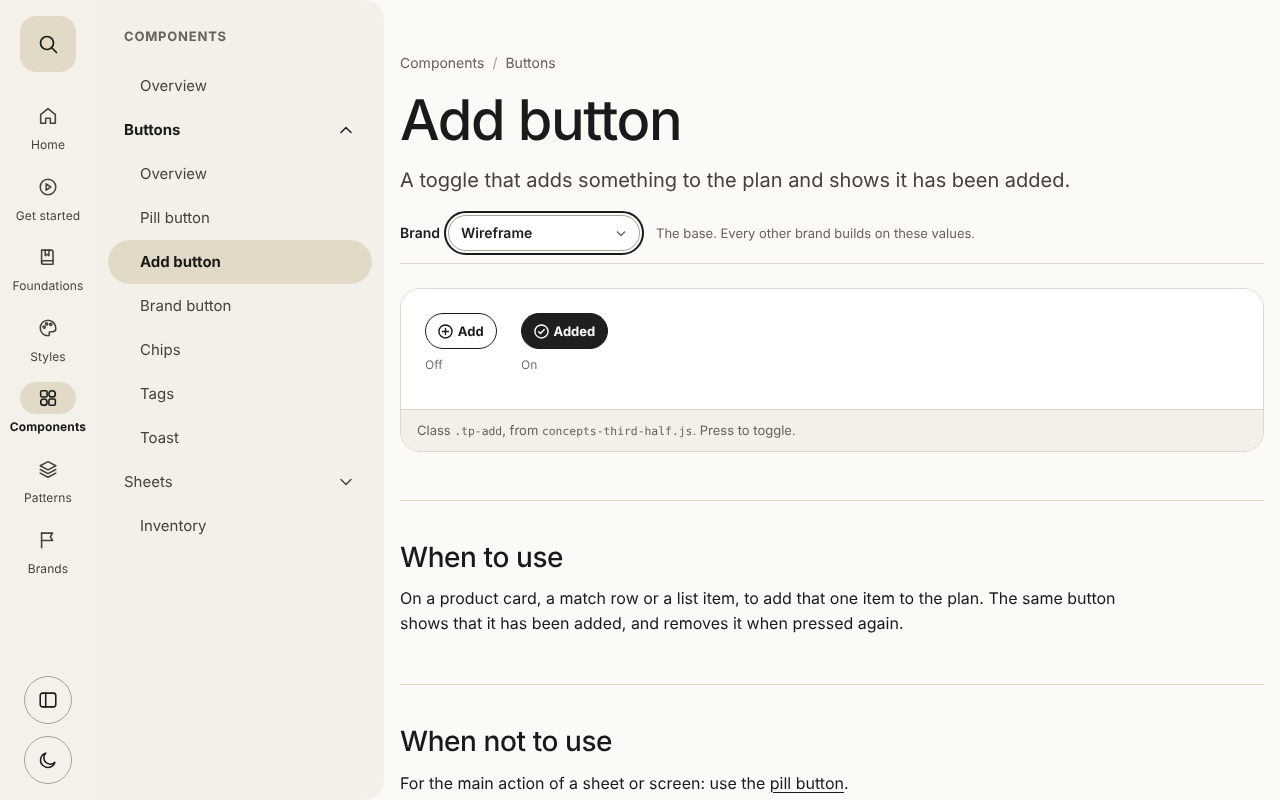 COMPONENTS
Overview
Buttons
Overview
Pill button
Add button
Brand button
Chips
Tags
Toast
Sheets
Inventory
Home
Get started
Foundations
Styles
Components
Patterns
Brands
Components / Buttons
Add button
A toggle that adds something to the plan and shows it has been added.
Brand Wireframe The base. Every other brand builds on these values.
Add Added
Off On
Class .tp-add, from concepts-third-half.js. Press to toggle.
When to use
On a product card, a match row or a list item, to add that one item to the plan. The same button
shows that it has been added, and removes it when pressed again.
When not to use
For the main action of a sheet or screen: use the pill button.